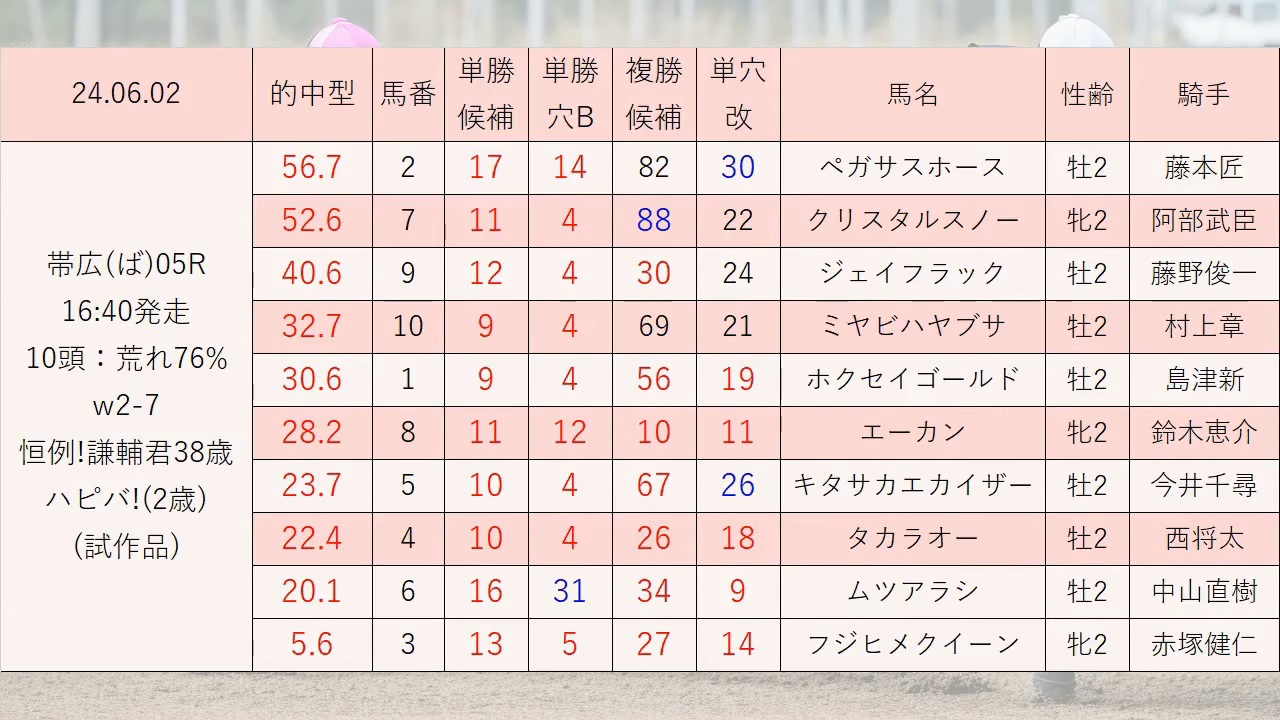 24.06.02 的中型 馬番 単勝候補 単勝穴B 複勝候補 単穴改 馬名 性齢 騎手
帯広(ば)05R
16:40発走
10頭：荒れ76%
w2-7
恒例!謙輔君38歳
ハピバ!(2歳)
(試作品)
56.7 2 17 14 82 30 ペガサスホース 牡2 藤本匠
52.6 7 11 4 88 22 クリスタルスノー 牝2 阿部武臣
40.6 9 12 4 30 24 ジェイフラック 牡2 藤野俊一
32.7 10 9 4 69 21 ミヤビハヤブサ 牡2 村上章
30.6 1 9 4 56 19 ホクセイゴールド 牡2 島津新
28.2 8 11 12 10 11 エーカン 牝2 鈴木恵介
23.7 5 10 4 67 26 キタサカエカイザー 牡2 今井千尋
22.4 4 10 4 26 18 タカラオー 牡2 西将太
20.1 6 16 31 34 9 ムツアラシ 牡2 中山直樹
5.6 3 13 5 27 14 フジヒメクイーン 牝2 赤塚健仁